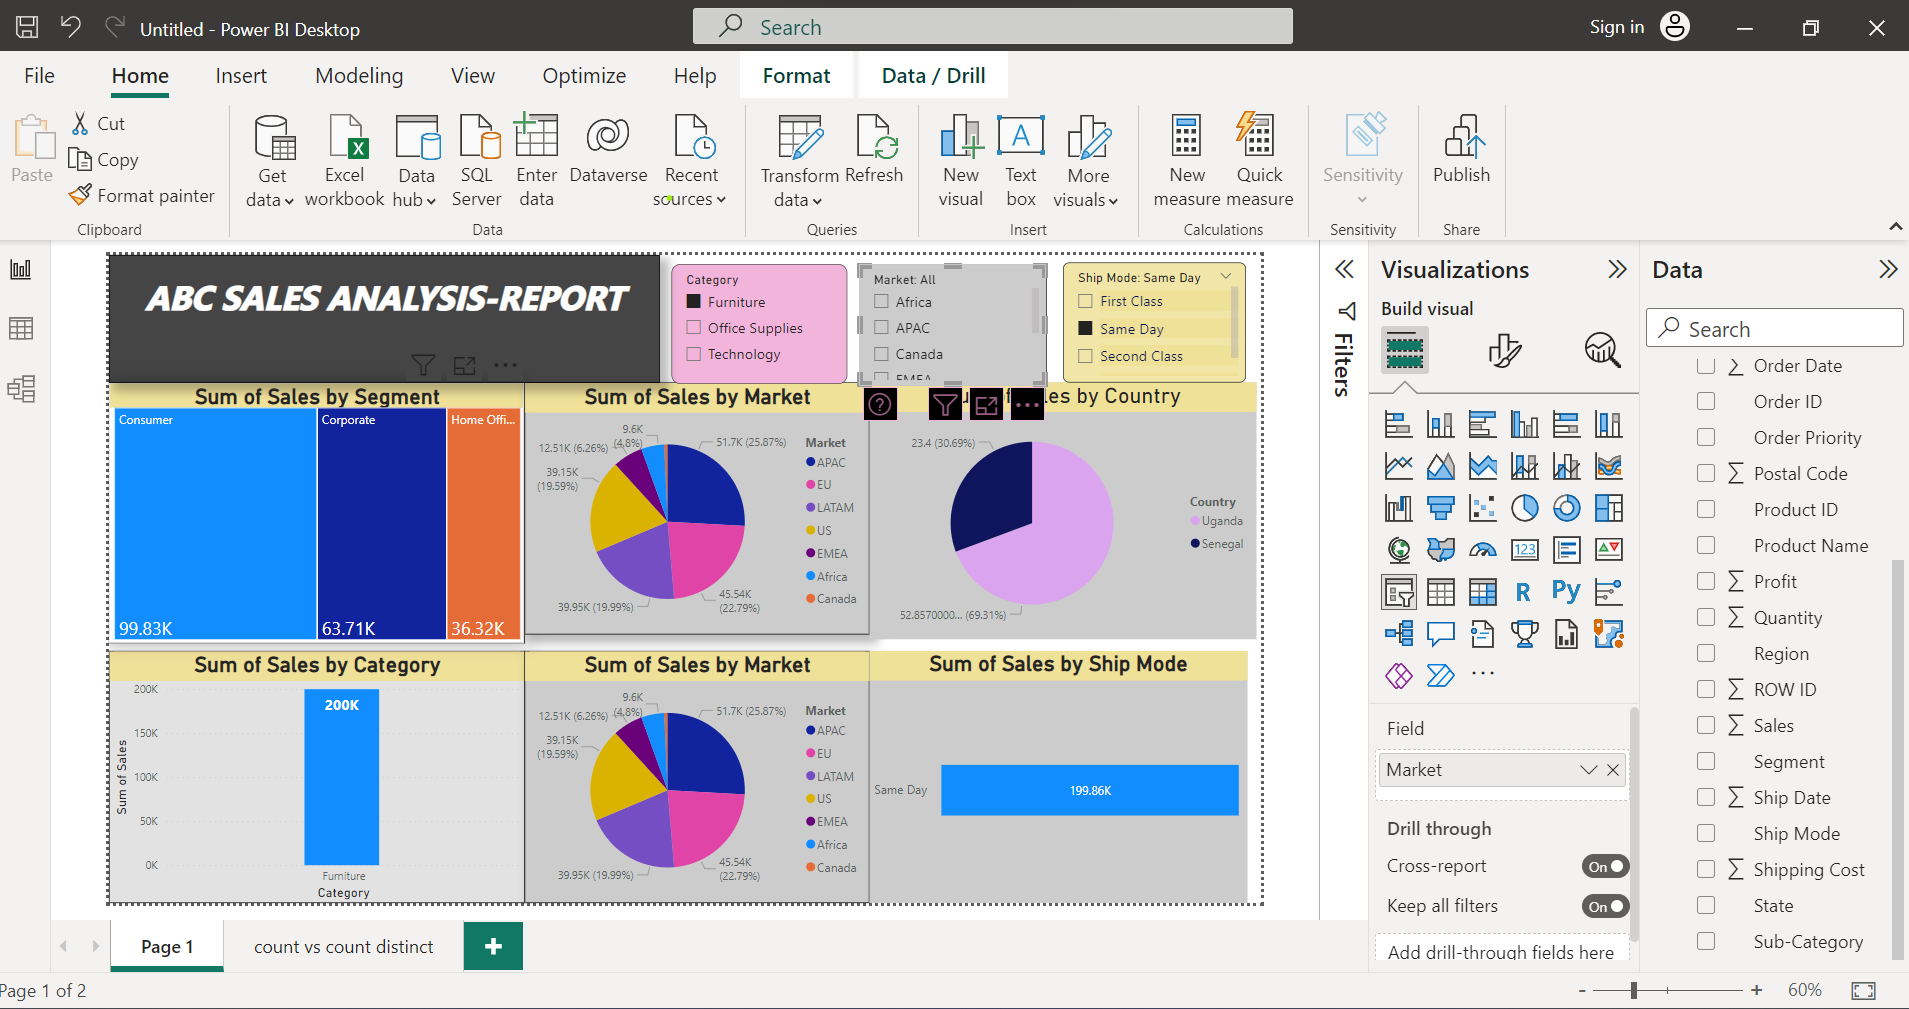 Untitled - Power BI Desktop
Search
Sign in
File Home Insert Modeling View Optimize Help Format Data / Drill
Paste
Cut
Copy
Format painter
Clipboard
Get data
Excel workbook
Data hub
SQL Server
Enter data
Dataverse
Recent sources
Data
Transform data
Refresh
Queries
New visual
Text box
More visuals
Insert
New measure
Quick measure
Calculations
Sensitivity
Sensitivity
Publish
Share
ABC SALES ANALYSIS-REPORT
Category
Furniture
Office Supplies
Technology
Market: All
Africa
APAC
Canada
EMEA
Ship Mode: Same Day
First Class
Same Day
Second Class
Sum of Sales by Segment
Consumer
99.83K
Corporate
63.71K
Home Offi...
36.32K
Sum of Sales by Market
9.6K
(4.8%)
12.51K (6.26%)
51.7K (25.87%)
39.15K
(19.59%)
39.95K (19.99%)
45.54K
(22.79%)
Market
APAC
EU
LATAM
US
EMEA
Africa
Canada
es by Country
23.4 (30.69%)
52.8570000... (69.31%)
Country
Uganda
Senegal
Sum of Sales by Category
Sum of Sales
200K
150K
100K
50K
0K
200K
Furniture
Category
Sum of Sales by Market
9.6K
(4.8%)
12.51K (6.26%)
51.7K (25.87%)
39.15K
(19.59%)
39.95K (19.99%)
45.54K
(22.79%)
Market
APAC
EU
LATAM
US
EMEA
Africa
Canada
Sum of Sales by Ship Mode
Same Day
199.86K
Filters
Visualizations
Build visual
123
R
Py
Field
Market
Drill through
Cross-report
On
Keep all filters
On
Add drill-through fields here
Data
Search
Order Date
Order ID
Order Priority
Postal Code
Product ID
Product Name
Profit
Quantity
Region
ROW ID
Sales
Segment
Ship Date
Ship Mode
Shipping Cost
State
Sub-Category
Page 1
count vs count distinct
Page 1 of 2
60%